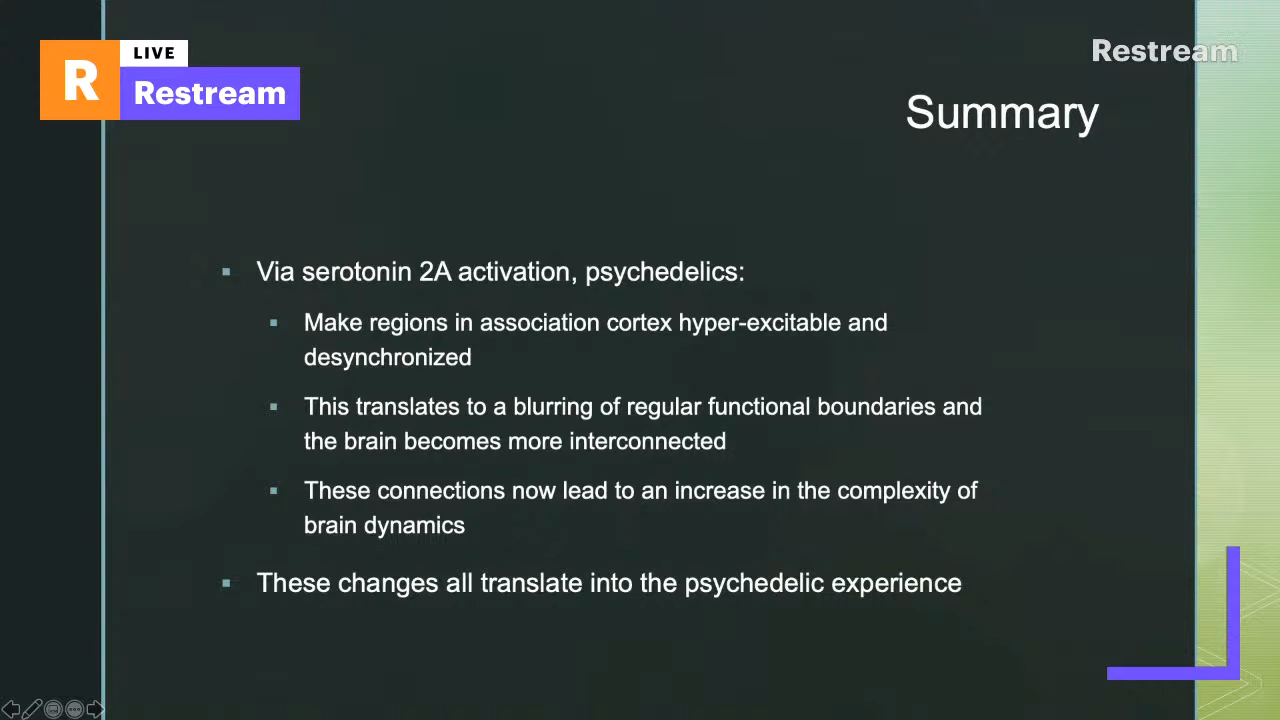 R
LIVE
Restream
Restream
Summary
Via serotonin 2A activation, psychedelics:
Make regions in association cortex hyper-excitable and
desynchronized
This translates to a blurring of regular functional boundaries and
the brain becomes more interconnected
These connections now lead to an increase in the complexity of
brain dynamics
These changes all translate into the psychedelic experience